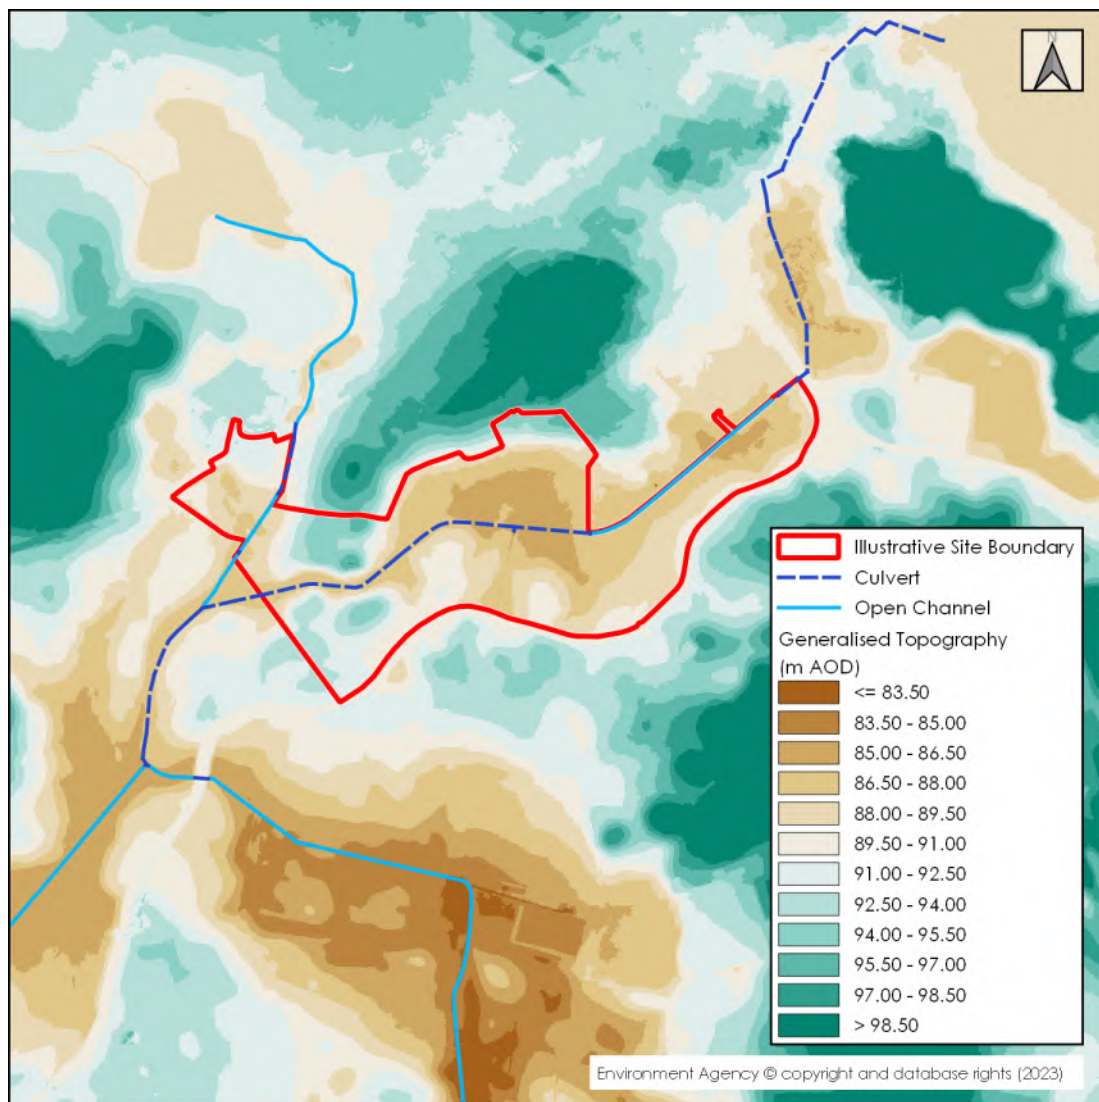 N
Illustrative Site Boundary
Culvert
Open Channel
Generalised Topography
(m AOD)
<= 83.50
83.50 - 85.00
85.00 - 86.50
86.50 - 88.00
88.00 - 89.50
89.50 - 91.00
91.00 - 92.50
92.50 - 94.00
94.00 - 95.50
95.50 - 97.00
97.00 - 98.50
> 98.50
Environment Agency © copyright and database rights (2023)